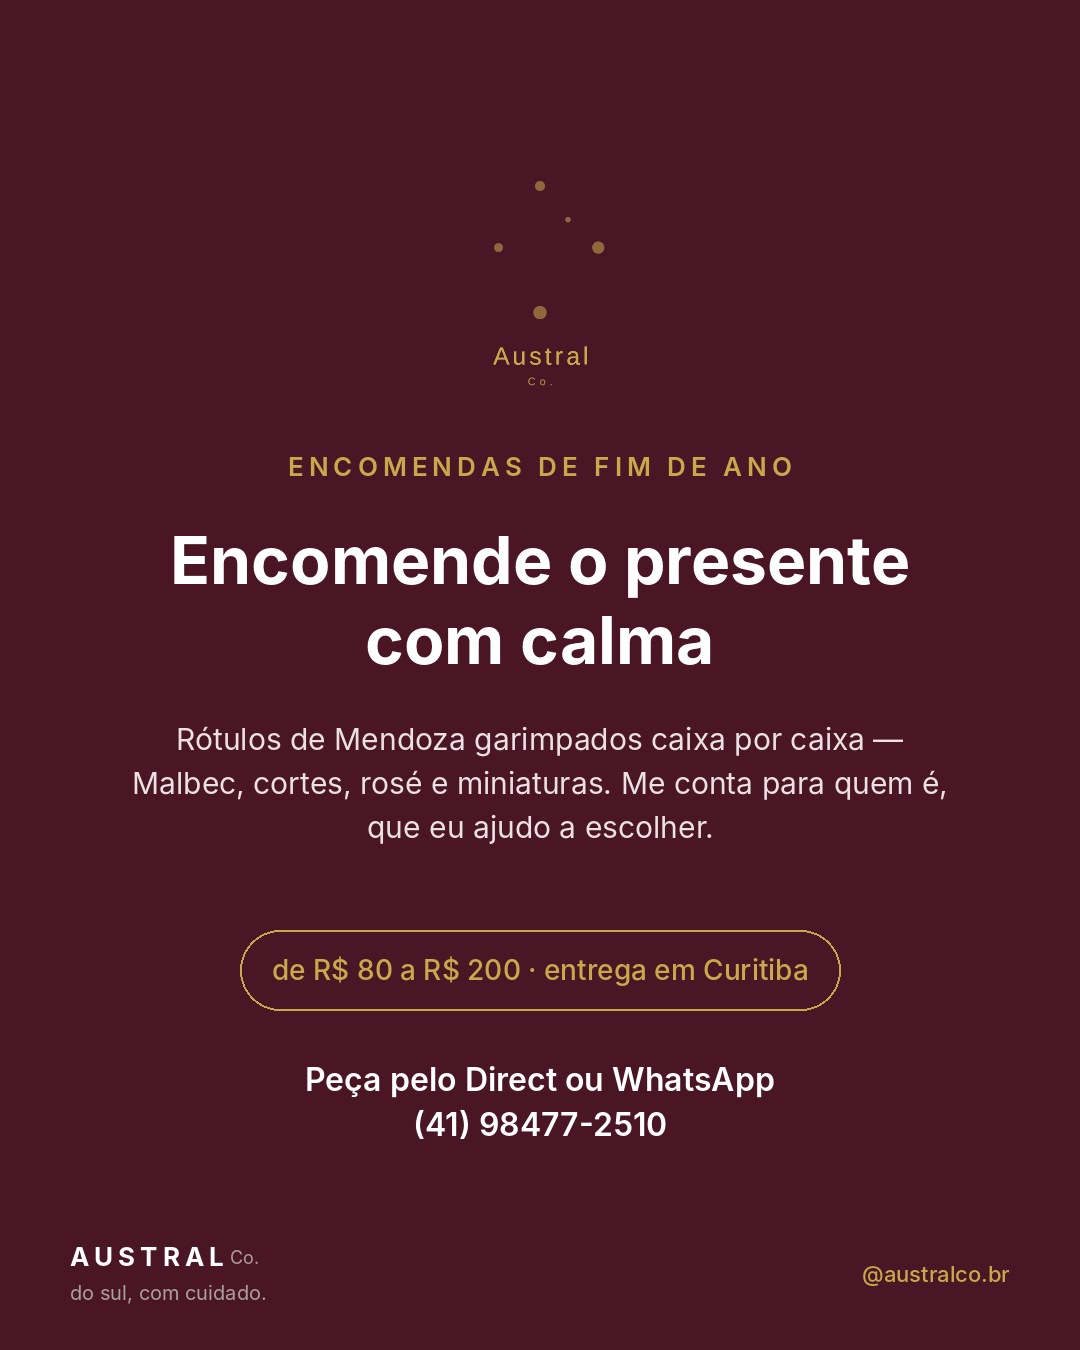 Austral
Co.
ENCOMENDAS DE FIM DE ANO
Encomende o presente
com calma
Rótulos de Mendoza garimpados caixa por caixa —
Malbec, cortes, rosé e miniaturas. Me conta para quem é,
que eu ajudo a escolher.
de R$ 80 a R$ 200 · entrega em Curitiba
Peça pelo Direct ou WhatsApp
(41) 98477-2510
AUSTRAL Co.
do sul, com cuidado.
@australco.br